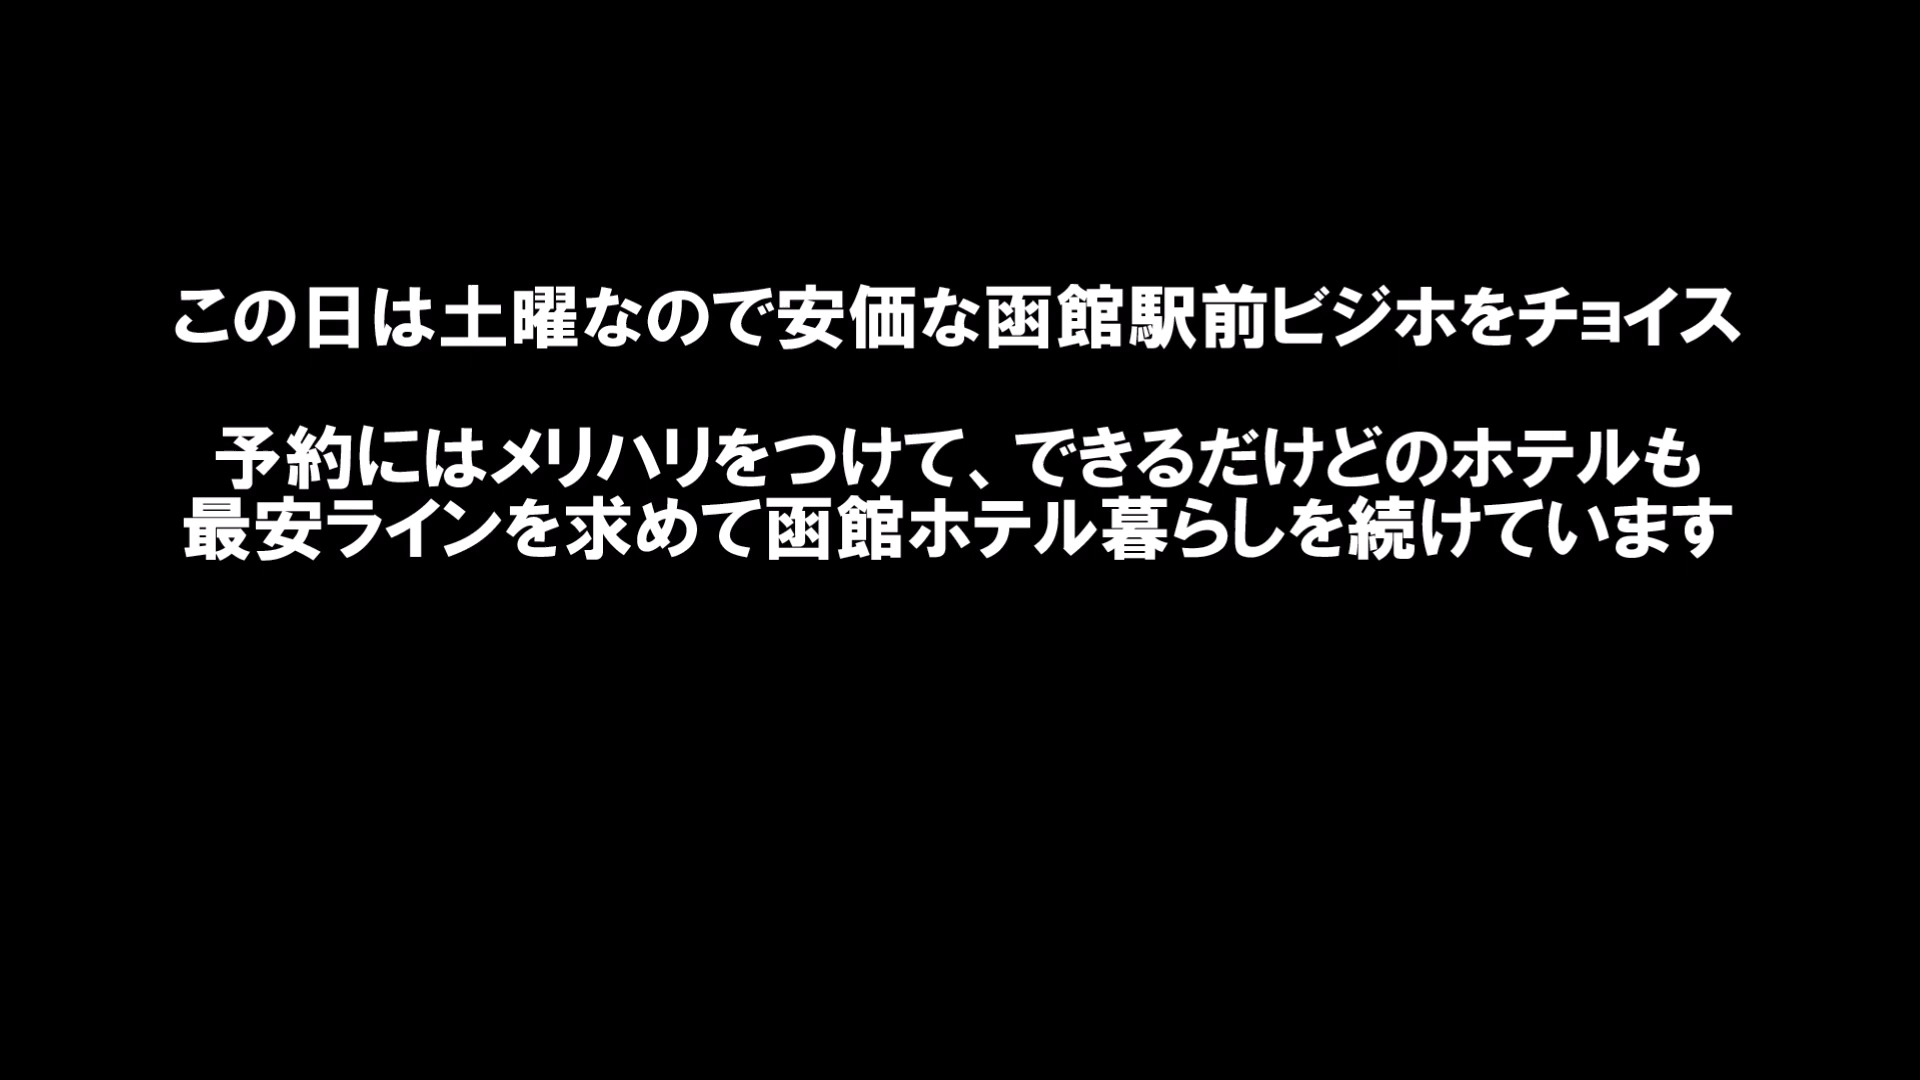 この日は土曜なので安価な函館駅前ビジホをチョイス
予約にはメリハリをつけて、できるだけどのホテルも
最安ラインを求めて函館ホテル暮らしを続けています